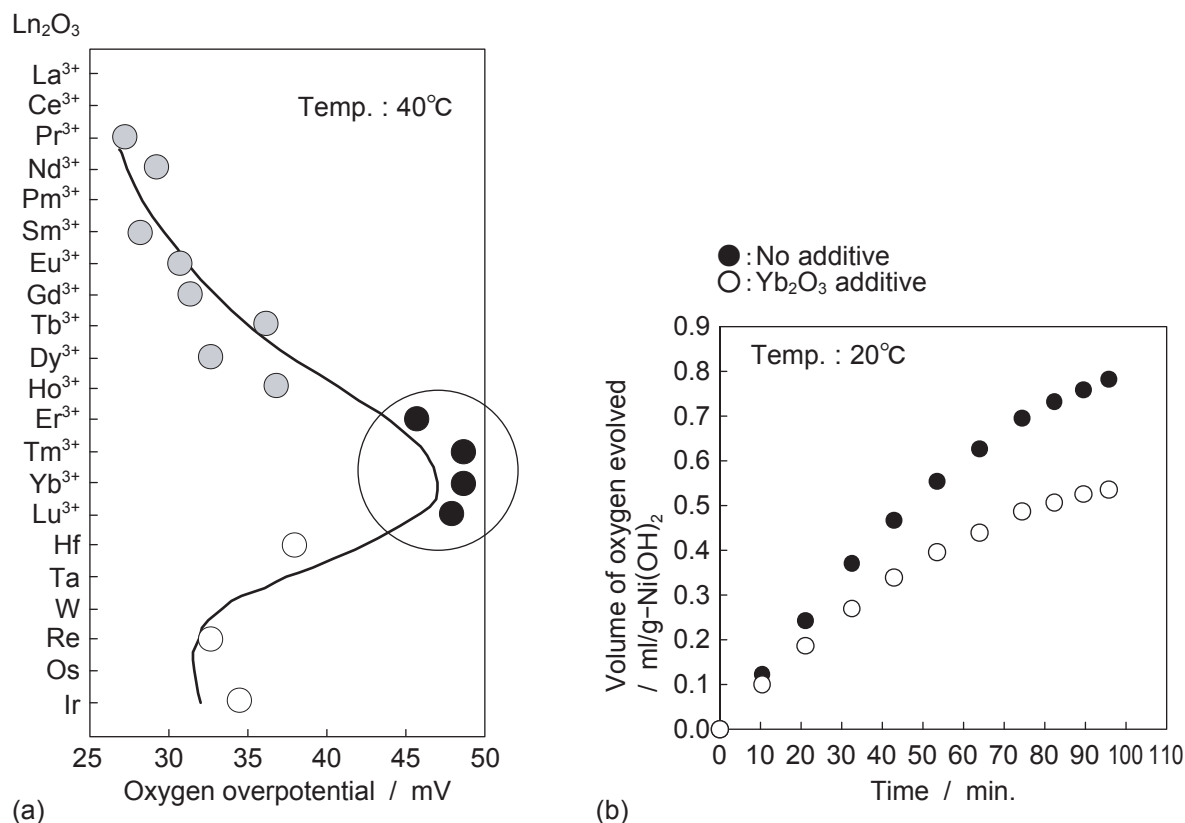 Ln₂O₃
Temp. : 40°C
La³⁺
Ce³⁺
Pr³⁺
Nd³⁺
Pm³⁺
Sm³⁺
Eu³⁺
Gd³⁺
Tb³⁺
Dy³⁺
Ho³⁺
Er³⁺
Tm³⁺
Yb³⁺
Lu³⁺
Hf
Ta
W
Re
Os
Ir
25 30 35 40 45 50
Oxygen overpotential / mV
(a)
: No additive
: Yb₂O₃ additive
Temp. : 20°C
0.9
0.8
0.7
0.6
0.5
0.4
0.3
0.2
0.1
0.0
Volume of oxygen evolved
/ ml/g–Ni(OH)₂
0 10 20 30 40 50 60 70 80 90 100 110
Time / min.
(b)